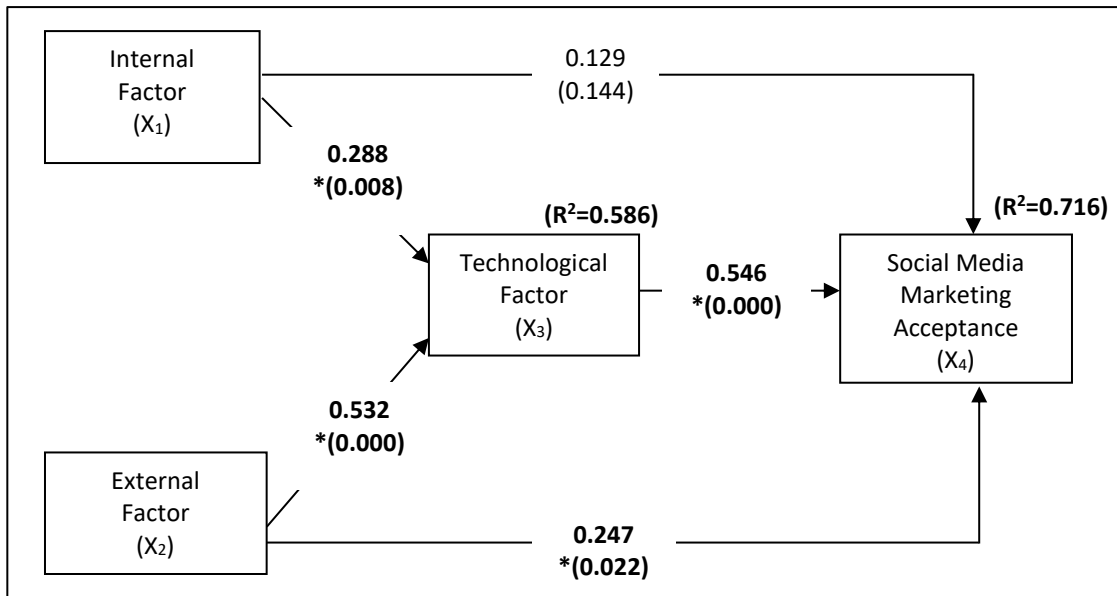 Internal
Factor
(X₁)
0.129
(0.144)
0.288
*(0.008)
(R²=0.586)
(R²=0.716)
Technological
Factor
(X₃)
0.546
*(0.000)
Social Media
Marketing
Acceptance
(X₄)
0.532
*(0.000)
External
Factor
(X₂)
0.247
*(0.022)